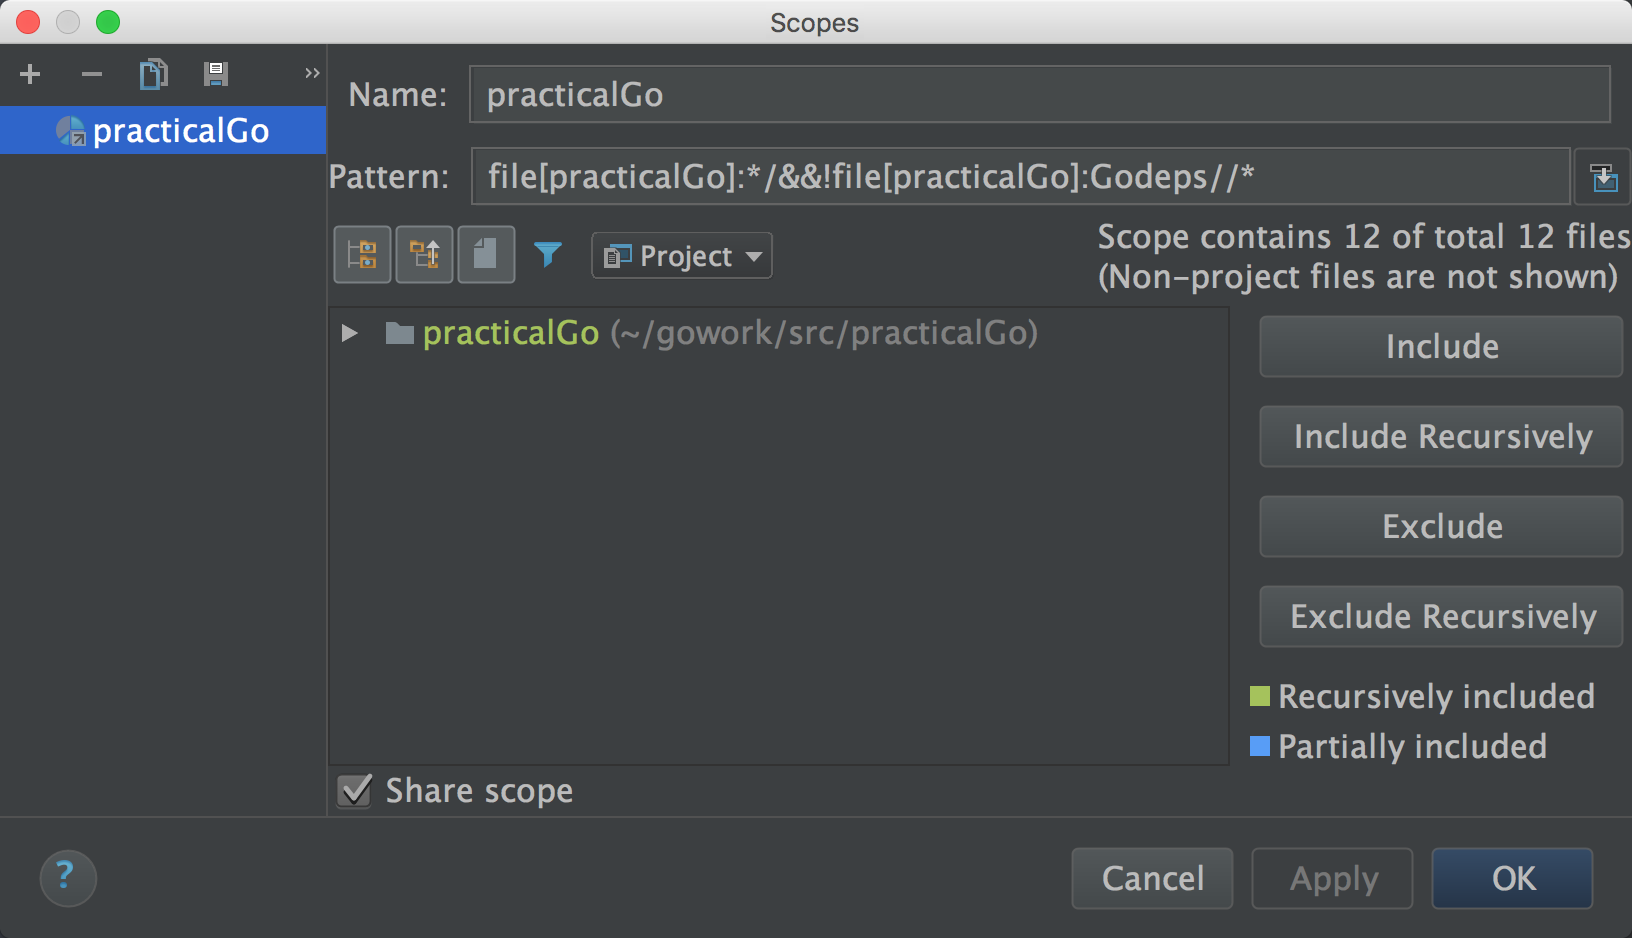 Scopes
»
practicalGo
Name: practicalGo
Pattern: file[practicalGo]:*/&&!file[practicalGo]:Godeps//*
Project
Scope contains 12 of total 12 files
(Non-project files are not shown)
practicalGo (~/gowork/src/practicalGo)
Include
Include Recursively
Exclude
Exclude Recursively
Recursively included
Partially included
Share scope
?
Cancel
Apply
OK